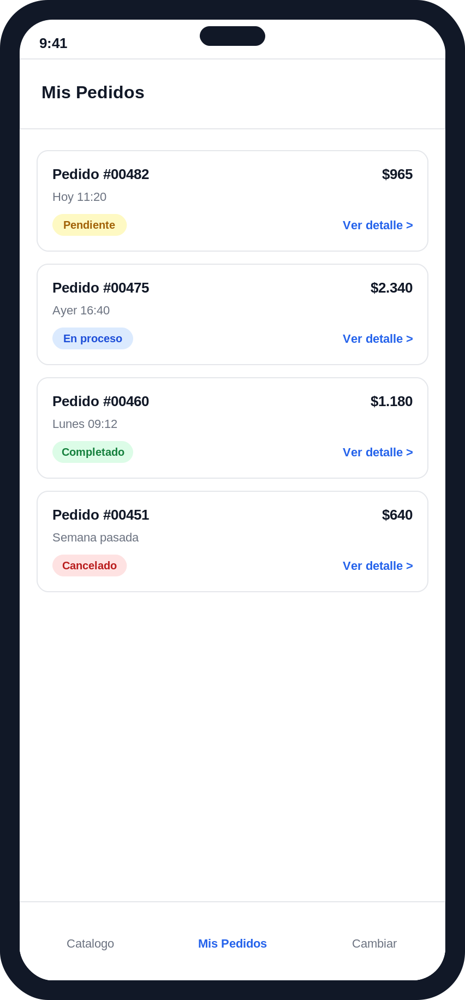 9:41
Mis Pedidos
Pedido #00482 $965
Hoy 11:20
Pendiente Ver detalle >
Pedido #00475 $2.340
Ayer 16:40
En proceso Ver detalle >
Pedido #00460 $1.180
Lunes 09:12
Completado Ver detalle >
Pedido #00451 $640
Semana pasada
Cancelado Ver detalle >
Catalogo Mis Pedidos Cambiar